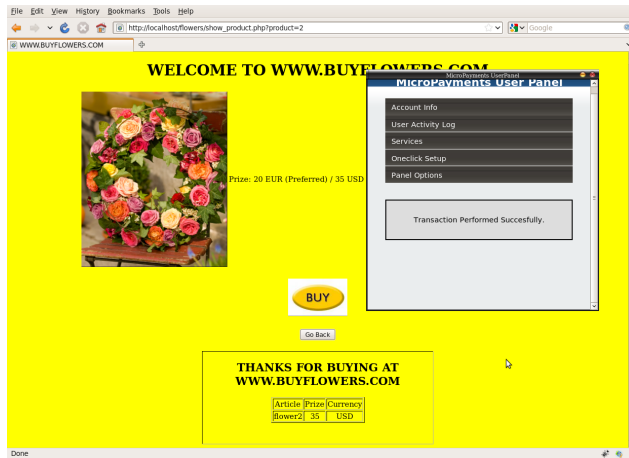 File Edit View History Bookmarks Tools Help
http://localhost/flowers/show_product.php?product=2
Google
WWW.BUYFLOWERS.COM
WELCOME TO WWW.BUYFLOWERS.COM
MicroPayments UserPanel
MicroPayments User Panel
Account Info
User Activity Log
Services
Oneclick Setup
Panel Options
Prize: 20 EUR (Preferred) / 35 USD
Transaction Performed Succesfully.
BUY
Go Back
THANKS FOR BUYING AT
WWW.BUYFLOWERS.COM
Article Prize Currency
flower2 35 USD
Done